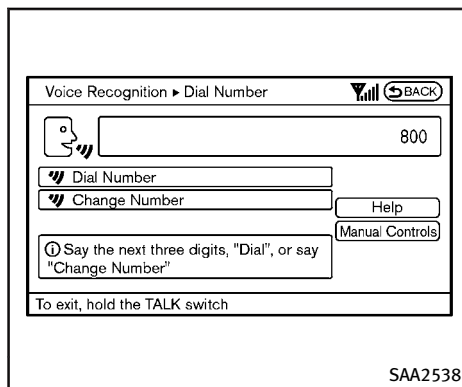 Voice Recognition ▸ Dial Number BACK
800
Dial Number
Change Number
Help
Manual Controls
Say the next three digits, "Dial", or say
"Change Number"
To exit, hold the TALK switch
SAA2538